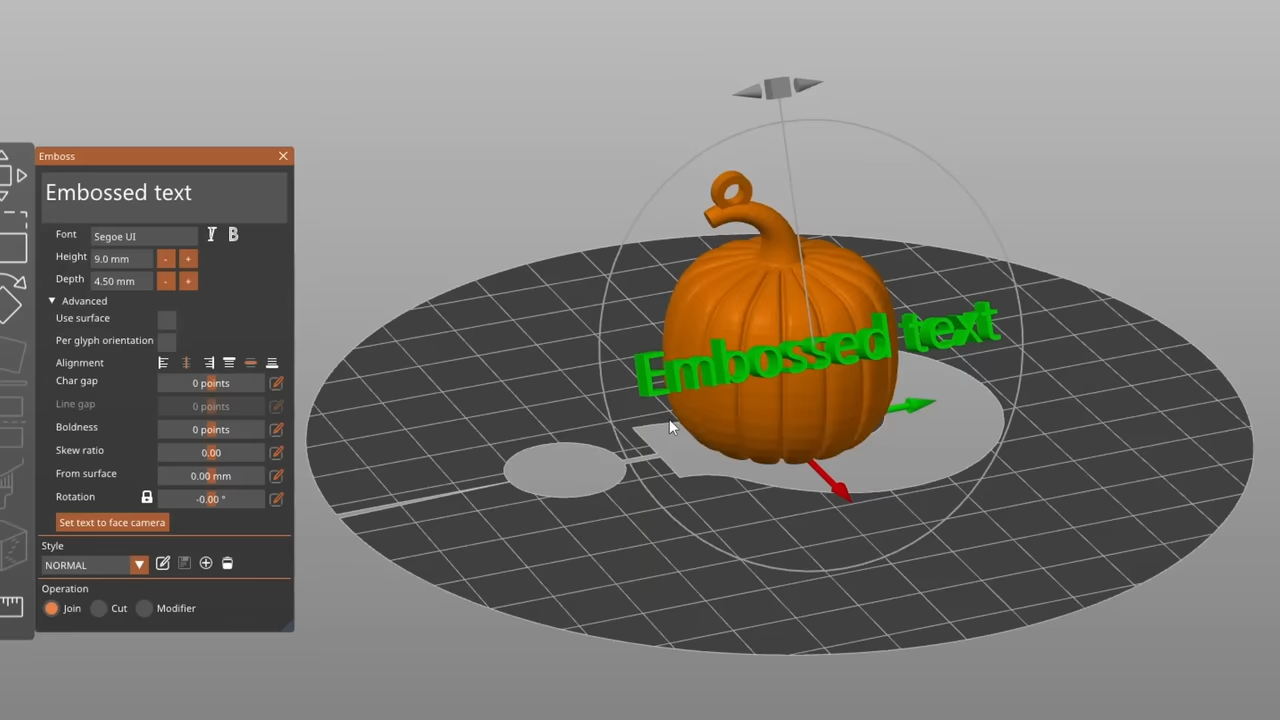 Emboss
Embossed text
Font Segoe UI I B
Height 9.0 mm - +
Depth 4.50 mm - +
Advanced
Use surface
Per glyph orientation
Alignment
Char gap 0 points
Line gap 0 points
Boldness 0 points
Skew ratio 0.00
From surface 0.00 mm
Rotation -0.00 °
Set text to face camera
Style
NORMAL
Operation
Join Cut Modifier
Embossed text